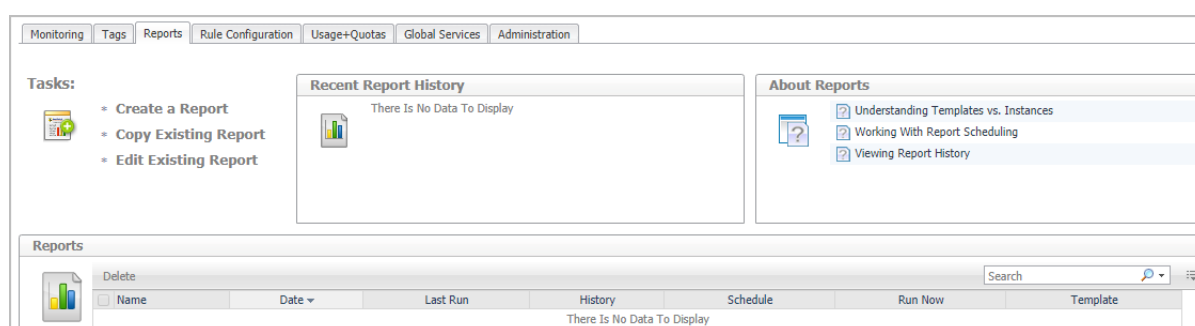 Monitoring Tags Reports Rule Configuration Usage+Quotas Global Services Administration
Tasks:
Create a Report
Copy Existing Report
Edit Existing Report
Recent Report History
There Is No Data To Display
About Reports
Understanding Templates vs. Instances
Working With Report Scheduling
Viewing Report History
Reports
Delete Search
Name Date Last Run History Schedule Run Now Template
There Is No Data To Display